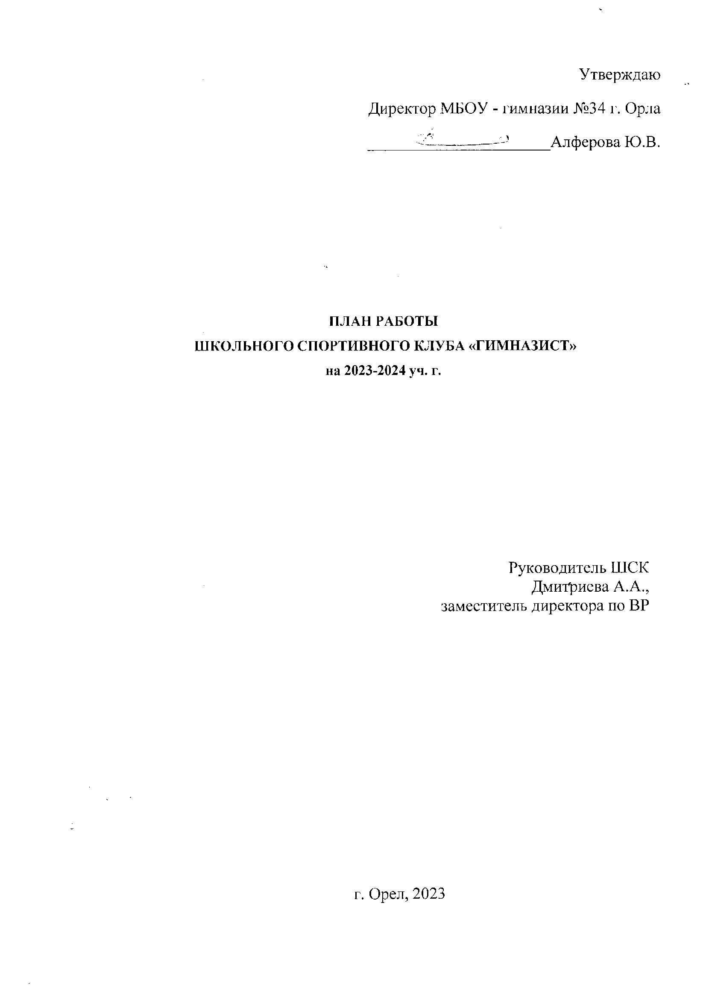 Утверждаю
Директор МБОУ - гимназии №34 г. Орла
Алферова Ю.В.
ПЛАН РАБОТЫ
ШКОЛЬНОГО СПОРТИВНОГО КЛУБА «ГИМНАЗИСТ»
на 2023-2024 уч. г.
Руководитель ШСК
Дмитриева А.А.,
заместитель директора по ВР
г. Орел, 2023